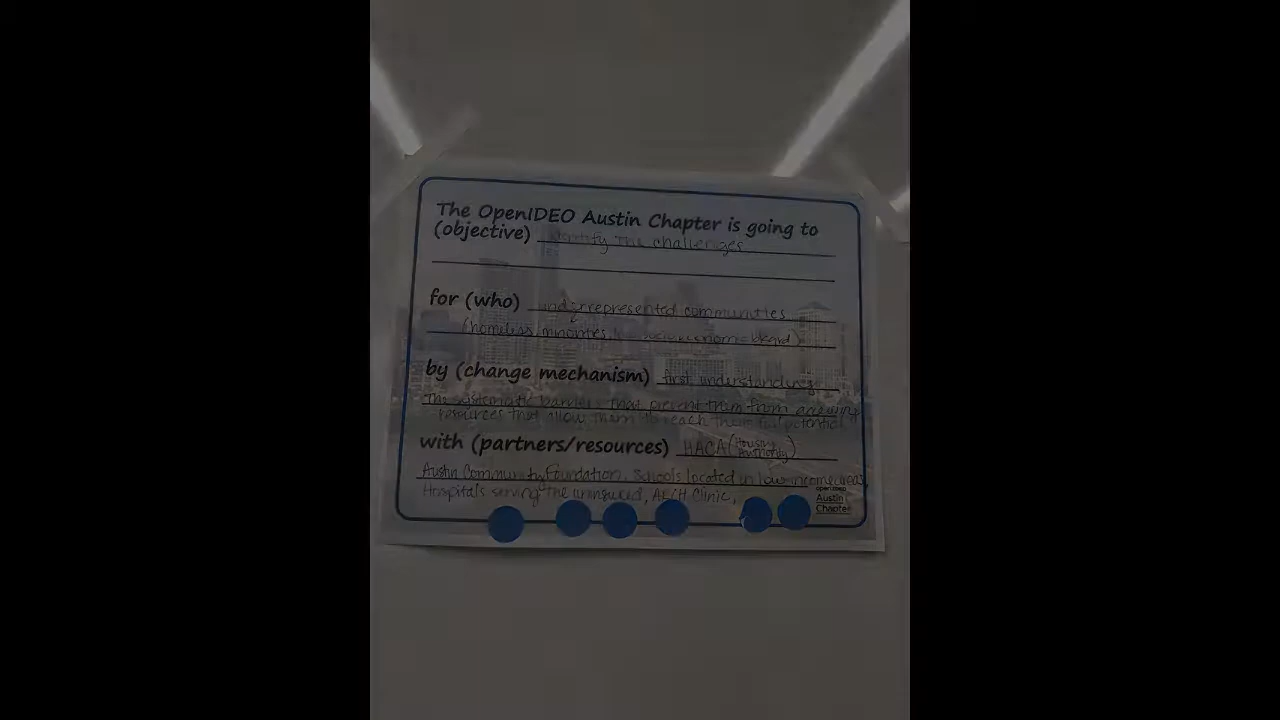 The OpenIDEO Austin Chapter is going to
(objective) identify the challenges
for (who) underrepresented communities
(homeless, minorities,
by (change mechanism) first understanding
The systematic barriers that prevent them from accessing
resources that allow them to reach their full potential
with (partners/resources) HACA (Housing Authority)
Austin Community Foundation, Schools located in low income areas,
Hospitals serving the uninsured, ARCH Clinic,
OpenIDEO
Austin
Chapter